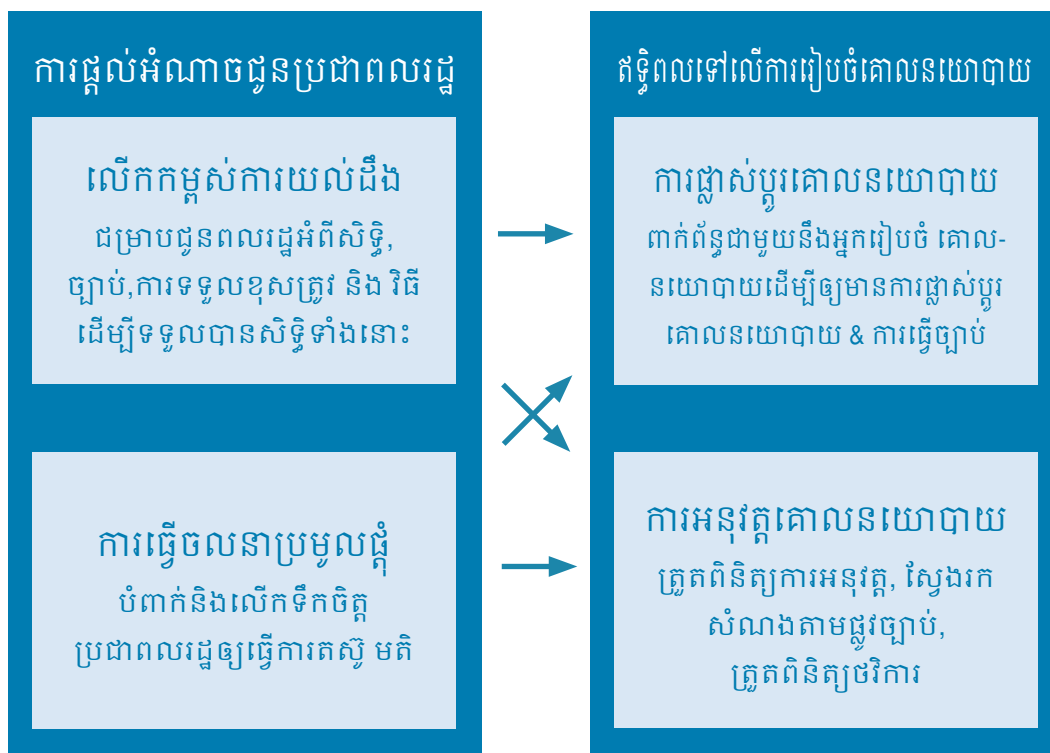 ការផ្តល់អំណាចជូនប្រជាពលរដ្ឋ
លើកកម្ពស់ការយល់ដឹង
ជម្រាបជូនពលរដ្ឋអំពីសិទ្ធិ,
ច្បាប់,ការទទួលខុសត្រូវ និង វិធី
ដើម្បីទទួលបានសិទ្ធិទាំងនោះ
ការធ្វើចលនាប្រមូលផ្តុំ
បំពាក់និងលើកទឹកចិត្ត
ប្រជាពលរដ្ឋឲ្យធ្វើការតស៊ូ មតិ
ឥទ្ធិពលទៅលើការរៀបចំគោលនយោបាយ
ការផ្លាស់ប្តូរគោលនយោបាយ
ពាក់ព័ន្ធជាមួយនឹងអ្នករៀបចំ គោល-
នយោបាយដើម្បីឲ្យមានការផ្លាស់ប្តូរ
គោលនយោបាយ & ការធ្វើច្បាប់
ការអនុវត្តគោលនយោបាយ
ត្រួតពិនិត្យការអនុវត្ត, ស្វែងរក
សំណងតាមផ្លូវច្បាប់,
ត្រួតពិនិត្យថវិការ